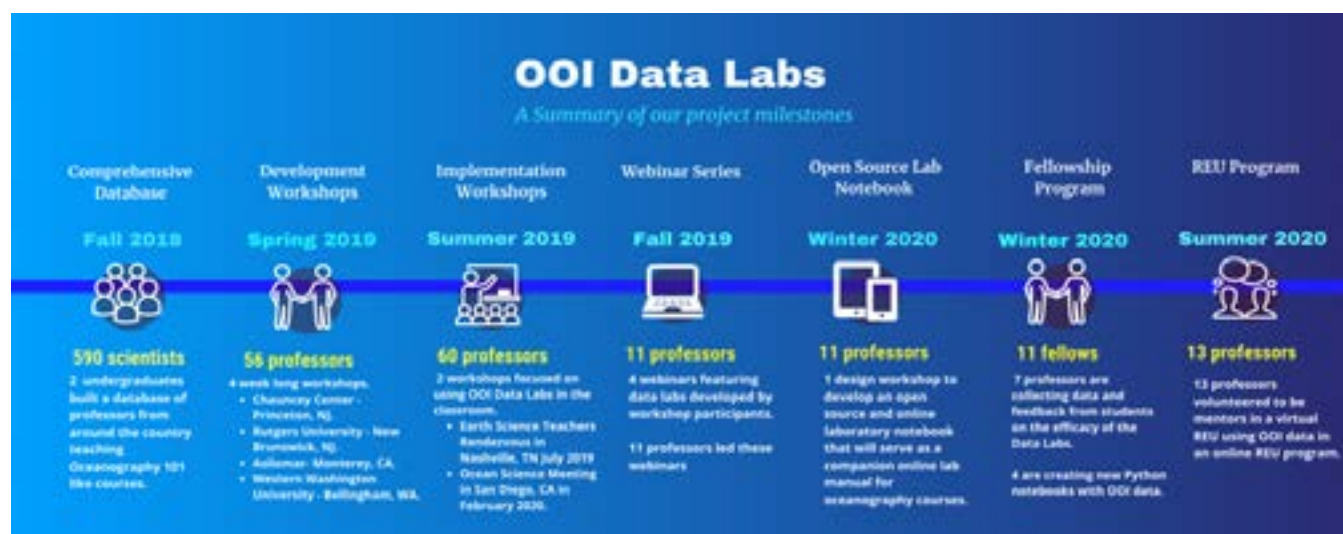 OOI Data Labs
A Summary of our project milestones
Comprehensive
Database
Fall 2018
590 scientists
2 undergraduates
built a database of
professors from
around the country
teaching
Oceanography 101
like courses.
Development
Workshops
Spring 2019
56 professors
4 week long workshops.
• Chauncey Center -
Princeton, NJ.
• Rutgers University - New
Brunswick, NJ.
• Asilomar- Monterey, CA
• Western Washington
University - Bellingham, WA.
Implementation
Workshops
Summer 2019
60 professors
2 workshops focused on
using OOI Data Labs in the
classroom.
• Earth Science Teachers
Rendezvous in
Nashville, TN July 2019
• Ocean Science Meeting
in San Diego, CA in
February 2020.
Webinar Series
Fall 2019
11 professors
4 webinars featuring
data labs developed by
workshop participants.
11 professors led these
webinars
Open Source Lab
Notebook
Winter 2020
11 professors
1 design workshop to
develop an open
source and online
laboratory notebook
that will serve as a
companion online lab
manual for
oceanography courses.
Fellowship
Program
Winter 2020
11 fellows
7 professors are
collecting data and
feedback from students
on the efficacy of the
Data Labs.
4 are creating new Python
notebooks with OOI data.
REU Program
Summer 2020
13 professors
13 professors
volunteered to be
mentors in a virtual
REU using OOI data in
an online REU program.